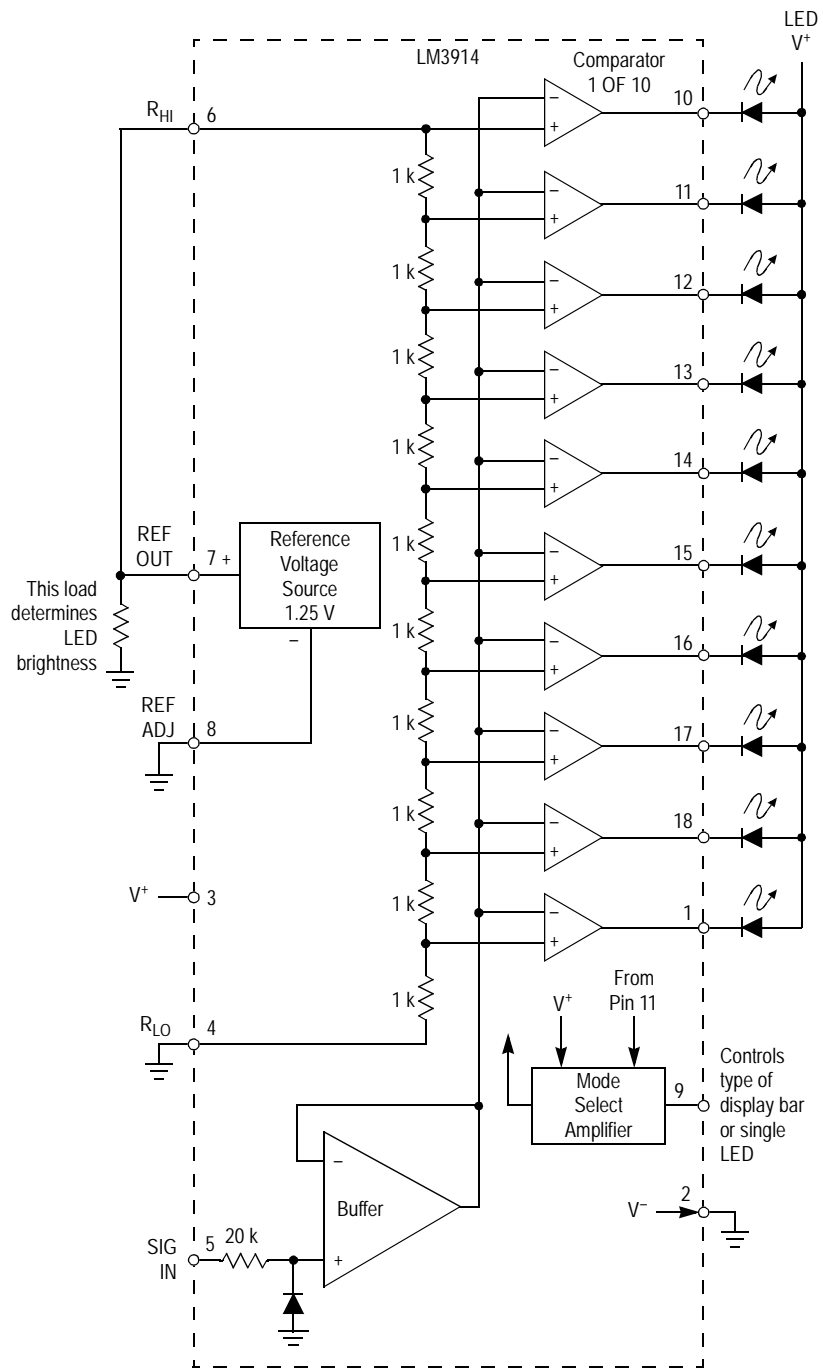 LED
V+
LM3914
Comparator
1 OF 10
10
−
+
RHI
6
1 k
11
−
+
1 k
12
−
+
1 k
13
−
+
1 k
14
−
+
REF
OUT
7 +
Reference
Voltage
Source
1.25 V
−
1 k
15
−
+
This load
determines
LED
brightness
1 k
16
−
+
REF
ADJ
8
1 k
17
−
+
1 k
18
−
+
V+
3
1 k
1
−
+
1 k
RLO
4
V+
From
Pin 11
Mode
Select
Amplifier
9
Controls
type of
display bar
or single
LED
−
Buffer
+
V−
2
SIG
IN
5
20 k